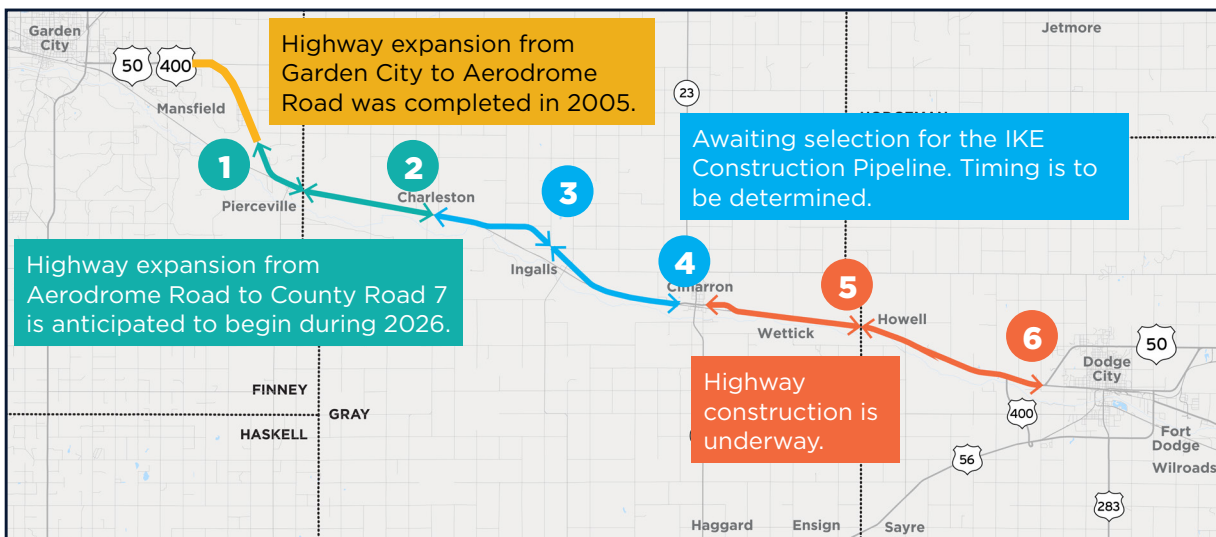 Garden
City
Jetmore
Highway expansion from
Garden City to Aerodrome
Road was completed in 2005.
50
400
23
Mansfield
HODGEMAN
Awaiting selection for the IKE
Construction Pipeline. Timing is to
be determined.
1
2
3
Pierceville
Charleston
Highway expansion from
Aerodrome Road to County Road 7
is anticipated to begin during 2026.
Ingalls
4
Cimarron
5
Wettick
Howell
6
50
Dodge
City
Highway
construction is
underway.
FINNEY
GRAY
HASKELL
400
56
Fort
Dodge
Wilroads
283
Haggard
Ensign
Sayre